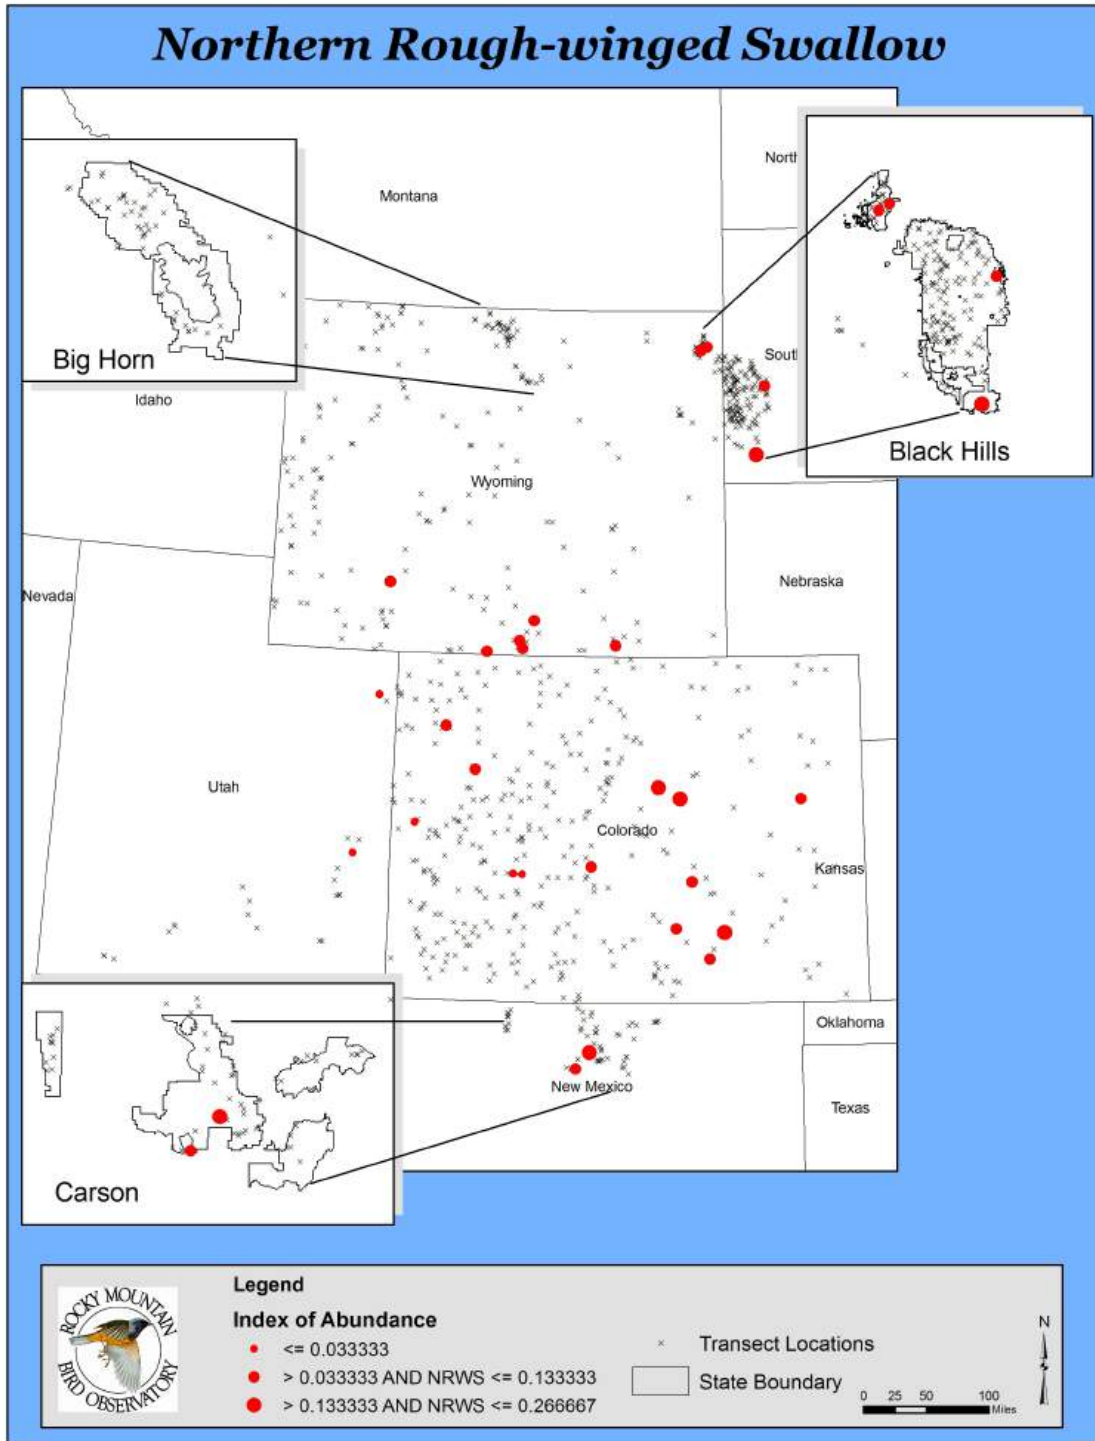 Northern Rough-winged Swallow
North
Montana
Big Horn
South
Idaho
Black Hills
Wyoming
Nebraska
Nevada
Utah
Colorado
Kansas
Oklahoma
New Mexico
Texas
Carson
Legend
Index of Abundance
<= 0.033333
> 0.033333 AND NRWS <= 0.133333
> 0.133333 AND NRWS <= 0.266667
Transect Locations
State Boundary
N
0 25 50 100
Miles
ROCKY MOUNTAIN
BIRD OBSERVATORY